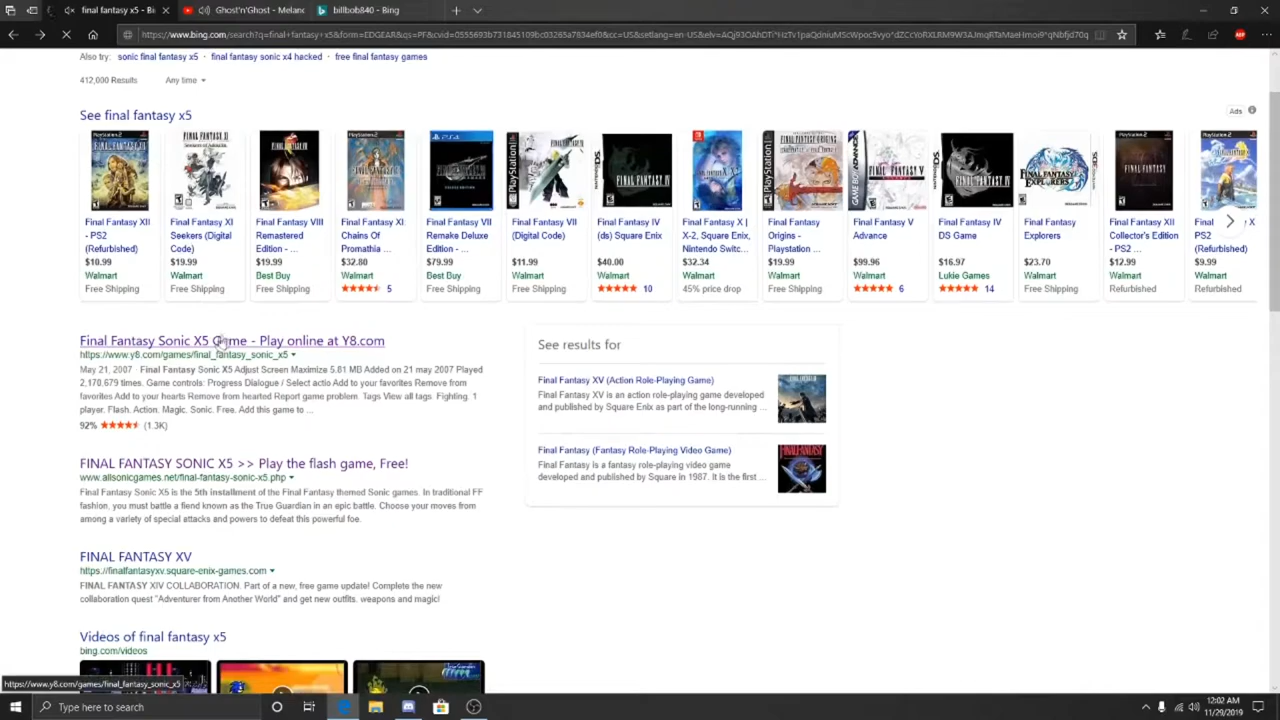 final fantasy x5 - Bing
Ghost'n'Ghost - Melanc
billbob840 - Bing
Also try: sonic final fantasy x5 · final fantasy sonic x4 hacked · free final fantasy games
412,000 Results Any time
See final fantasy x5
Ads
Final Fantasy XII - PS2 (Refurbished)
$10.99
Walmart
Free Shipping
Final Fantasy XI Seekers (Digital Code)
$19.99
Walmart
Free Shipping
Final Fantasy VIII Remastered Edition - ...
$19.99
Best Buy
Free Shipping
Final Fantasy XI Chains Of Promathia ...
$32.80
Walmart
5
Final Fantasy VII Remake Deluxe Edition - ...
$79.99
Best Buy
Free Shipping
Final Fantasy VII (Digital Code)
$11.99
Walmart
Free Shipping
Final Fantasy IV (ds) Square Enix
$40.00
Walmart
10
Final Fantasy X | X-2, Square Enix, Nintendo Switc...
$32.34
Walmart
45% price drop
Final Fantasy Origins - Playstation ...
$19.99
Walmart
Free Shipping
Final Fantasy V Advance
$99.96
Walmart
6
Final Fantasy IV DS Game
$16.97
Lukie Games
14
Final Fantasy Explorers
$23.70
Walmart
Free Shipping
Final Fantasy XII Collector's Edition - PS2 ...
$12.99
Walmart
Refurbished
PS2 (Refurbished)
$9.99
Walmart
Refurbished
Final Fantasy Sonic X5 Game - Play online at Y8.com
https://www.y8.com/games/final_fantasy_sonic_x5
May 21, 2007 · Final Fantasy Sonic X5 Adjust Screen Maximize 5.81 MB Added on 21 may 2007 Played
2,170,679 times. Game controls: Progress Dialogue / Select actio Add to your favorites Remove from
favorites Add to your hearts Remove from hearted Report game problem. Tags View all tags. Fighting. 1
player. Flash. Action. Magic. Sonic. Free. Add this game to ...
92% (1.3K)
FINAL FANTASY SONIC X5 >> Play the flash game, Free!
www.allsonicgames.net/final-fantasy-sonic-x5.php
Final Fantasy Sonic X5 is the 5th installment of the Final Fantasy themed Sonic games. In traditional FF
fashion, you must battle a fiend known as the True Guardian in an epic battle. Choose your moves from
among a variety of special attacks and powers to defeat this powerful foe.
FINAL FANTASY XV
https://finalfantasyxv.square-enix-games.com
FINAL FANTASY XIV COLLABORATION. Part of a new, free game update! Complete the new
collaboration quest "Adventurer from Another World" and get new outfits, weapons and magic!
Videos of final fantasy x5
bing.com/videos
See results for
Final Fantasy XV (Action Role-Playing Game)
Final Fantasy XV is an action role-playing game developed
and published by Square Enix as part of the long-running ...
Final Fantasy (Fantasy Role-Playing Video Game)
Final Fantasy is a fantasy role-playing video game
developed and published by Square in 1987. It is the first ...
https://www.y8.com/games/final_fantasy_sonic_x5
Type here to search
12:02 AM
11/29/2019